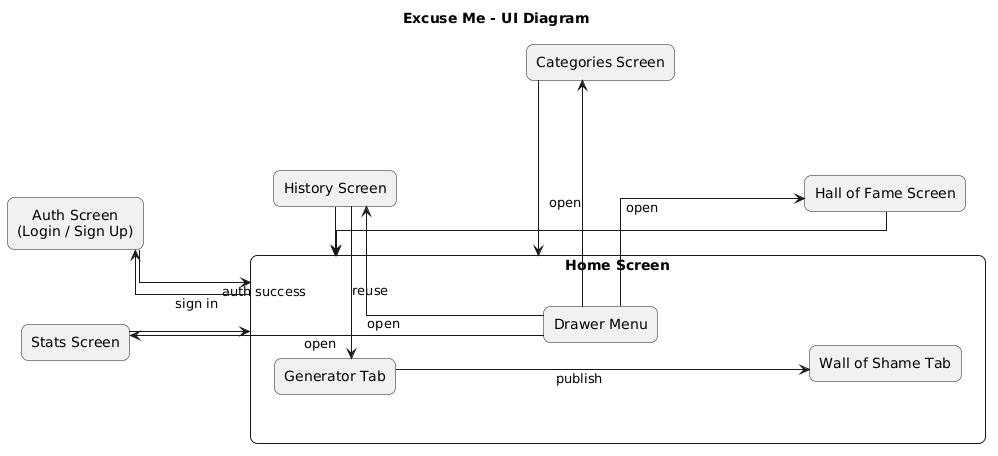 Excuse Me - UI Diagram
Categories Screen
History Screen
Hall of Fame Screen
Auth Screen
(Login / Sign Up)
open
open
Home Screen
auth success
reuse
sign in
open
Drawer Menu
Stats Screen
open
Wall of Shame Tab
Generator Tab
publish